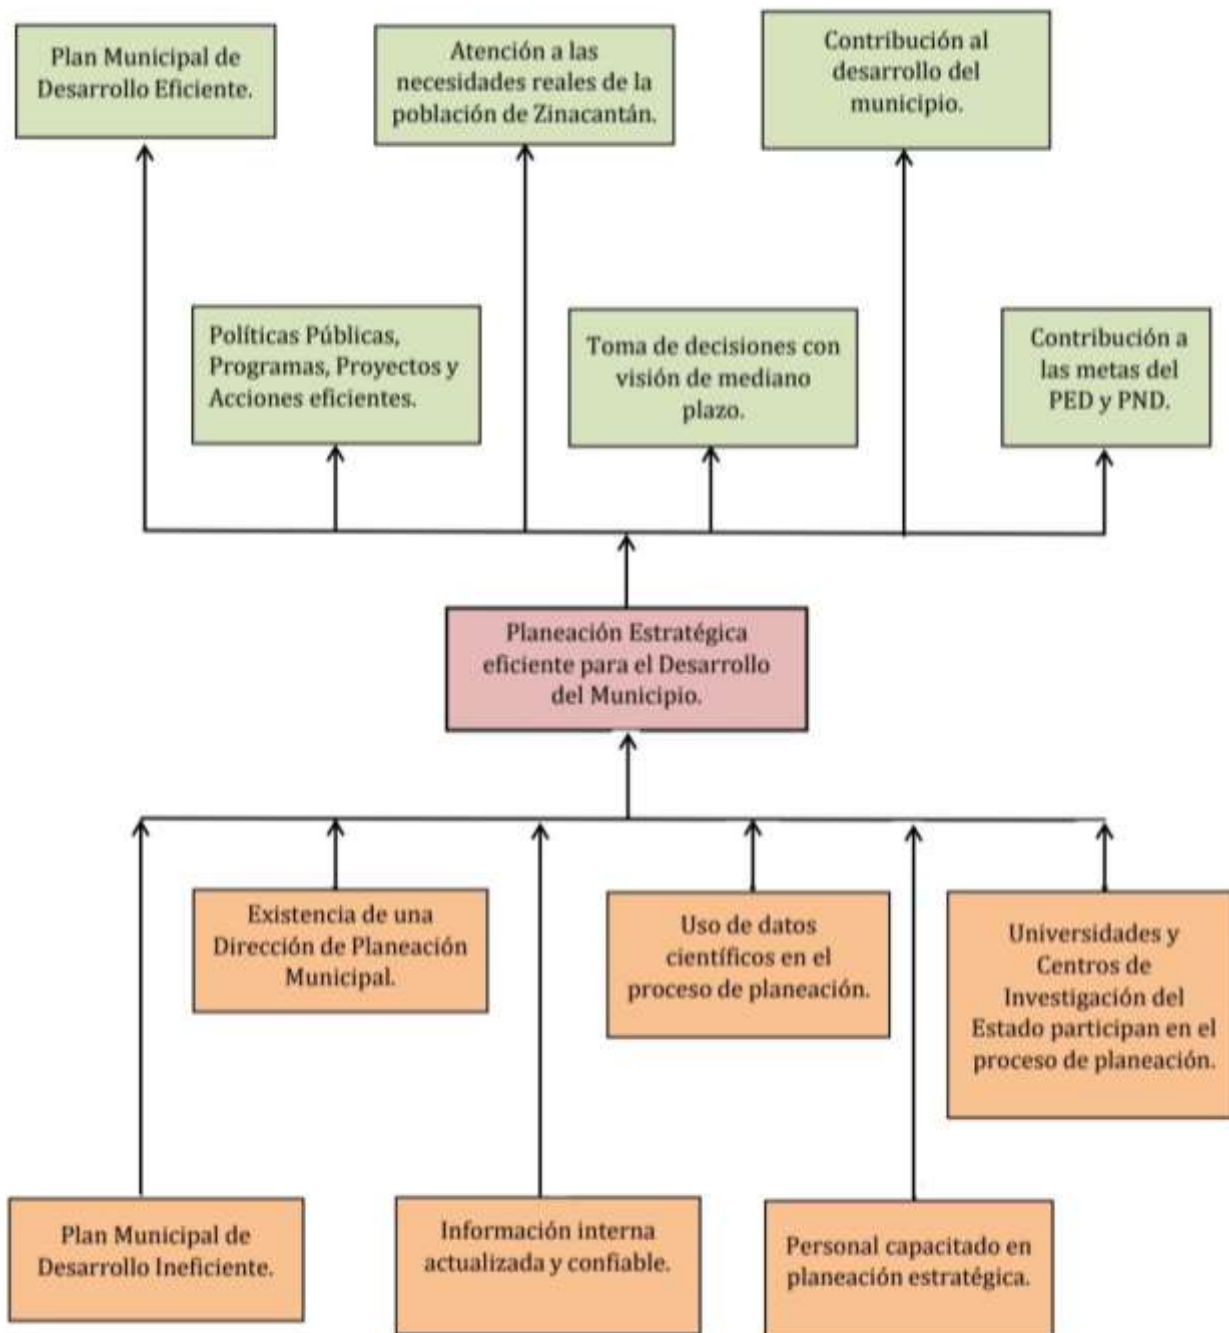 Plan Municipal de
Desarrollo Eficiente.
Atención a las
necesidades reales de la
población de Zinacantán.
Contribución al
desarrollo del
municipio.
Políticas Públicas,
Programas, Proyectos y
Acciones eficientes.
Toma de decisiones con
visión de mediano
plazo.
Contribución a
las metas del
PED y PND.
Planeación Estratégica
eficiente para el Desarrollo
del Municipio.
Existencia de una
Dirección de Planeación
Municipal.
Uso de datos
científicos en el
proceso de planeación.
Universidades y
Centros de
Investigación del
Estado participan en el
proceso de planeación.
Plan Municipal de
Desarrollo Ineficiente.
Información interna
actualizada y confiable.
Personal capacitado en
planeación estratégica.